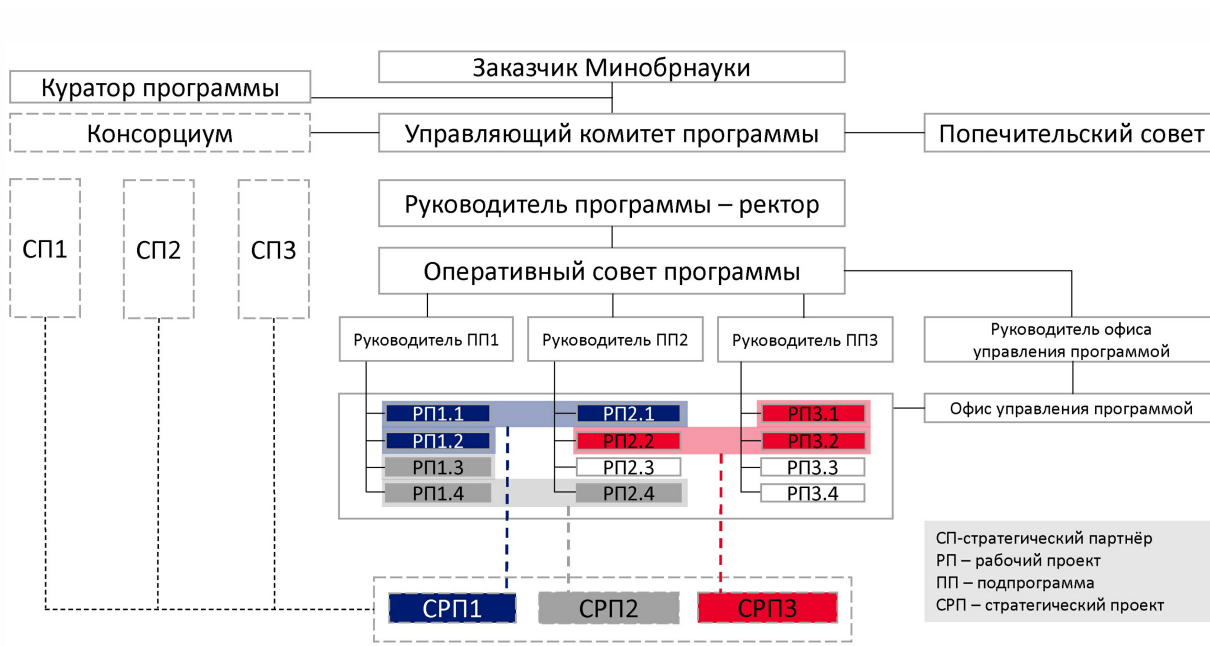 Заказчик Минобрнауки
Куратор программы
Консорциум
Управляющий комитет программы
Попечительский совет
СП1
СП2
СП3
Руководитель программы – ректор
Оперативный совет программы
Руководитель ПП1
Руководитель ПП2
Руководитель ПП3
Руководитель офиса
управления программой
РП1.1
РП2.1
РП3.1
Офис управления программой
РП1.2
РП2.2
РП3.2
РП1.3
РП2.3
РП3.3
РП1.4
РП2.4
РП3.4
СП-стратегический партнёр
РП – рабочий проект
ПП – подпрограмма
СРП – стратегический проект
СРП1
СРП2
СРП3